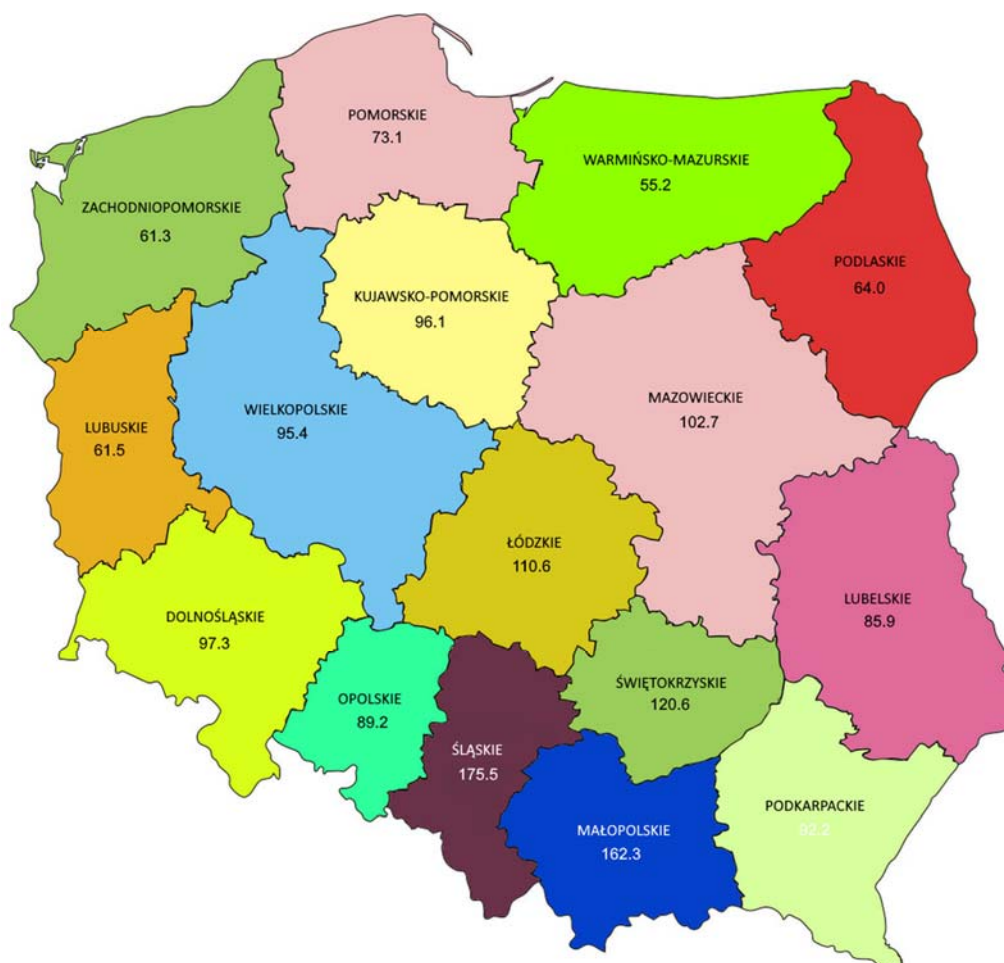 POMORSKIE
73.1
WARMIŃSKO-MAZURSKIE
55.2
ZACHODNIOPOMORSKIE
61.3
PODLASKIE
64.0
KUJAWSKO-POMORSKIE
96.1
MAZOWIECKIE
102.7
WIELKOPOLSKIE
95.4
LUBUSKIE
61.5
ŁÓDZKIE
110.6
LUBELSKIE
85.9
DOLNOŚLĄSKIE
97.3
ŚWIĘTOKRZYSKIE
120.6
OPOLSKIE
89.2
ŚLĄSKIE
175.5
PODKARPACKIE
92.2
MAŁOPOLSKIE
162.3